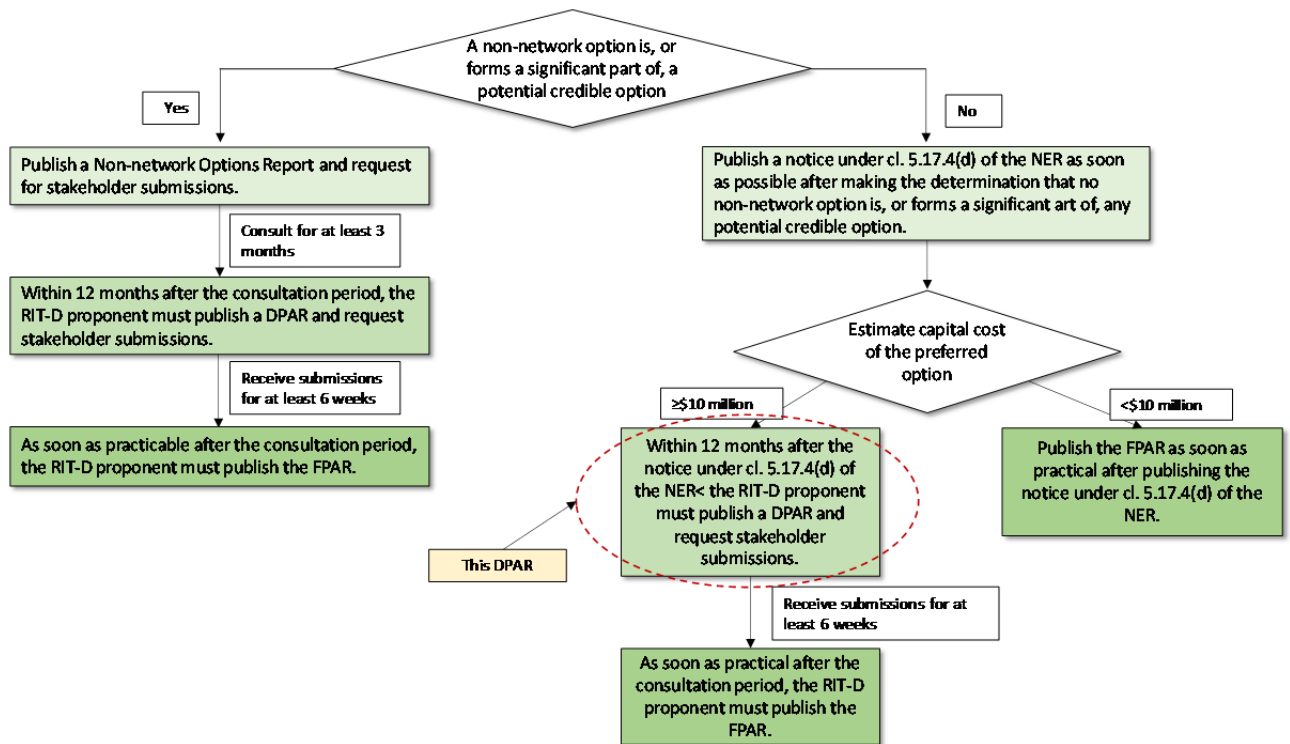 A non-network option is, or
forms a significant part of, a
potential credible option
Yes
No
Publish a Non-network Options Report and request
for stakeholder submissions.
Publish a notice under cl. 5.17.4(d) of the NER as soon
as possible after making the determination that no
non-network option is, or forms a significant art of, any
potential credible option.
Consult for at least 3
months
Within 12 months after the consultation period, the
RIT-D proponent must publish a DPAR and request
stakeholder submissions.
Estimate capital cost
of the preferred
option
Receive submissions
for at least 6 weeks
≥$10 million
<$10 million
As soon as practicable after the consultation period,
the RIT-D proponent must publish the FPAR.
Within 12 months after the
notice under cl. 5.17.4(d) of
the NER< the RIT-D proponent
must publish a DPAR and
request stakeholder
submissions.
Publish the FPAR as soon as
practical after publishing the
notice under cl. 5.17.4(d) of the
NER.
This DPAR
Receive submissions for at
least 6 weeks
As soon as practical after the
consultation period, the RIT-D
proponent must publish the
FPAR.